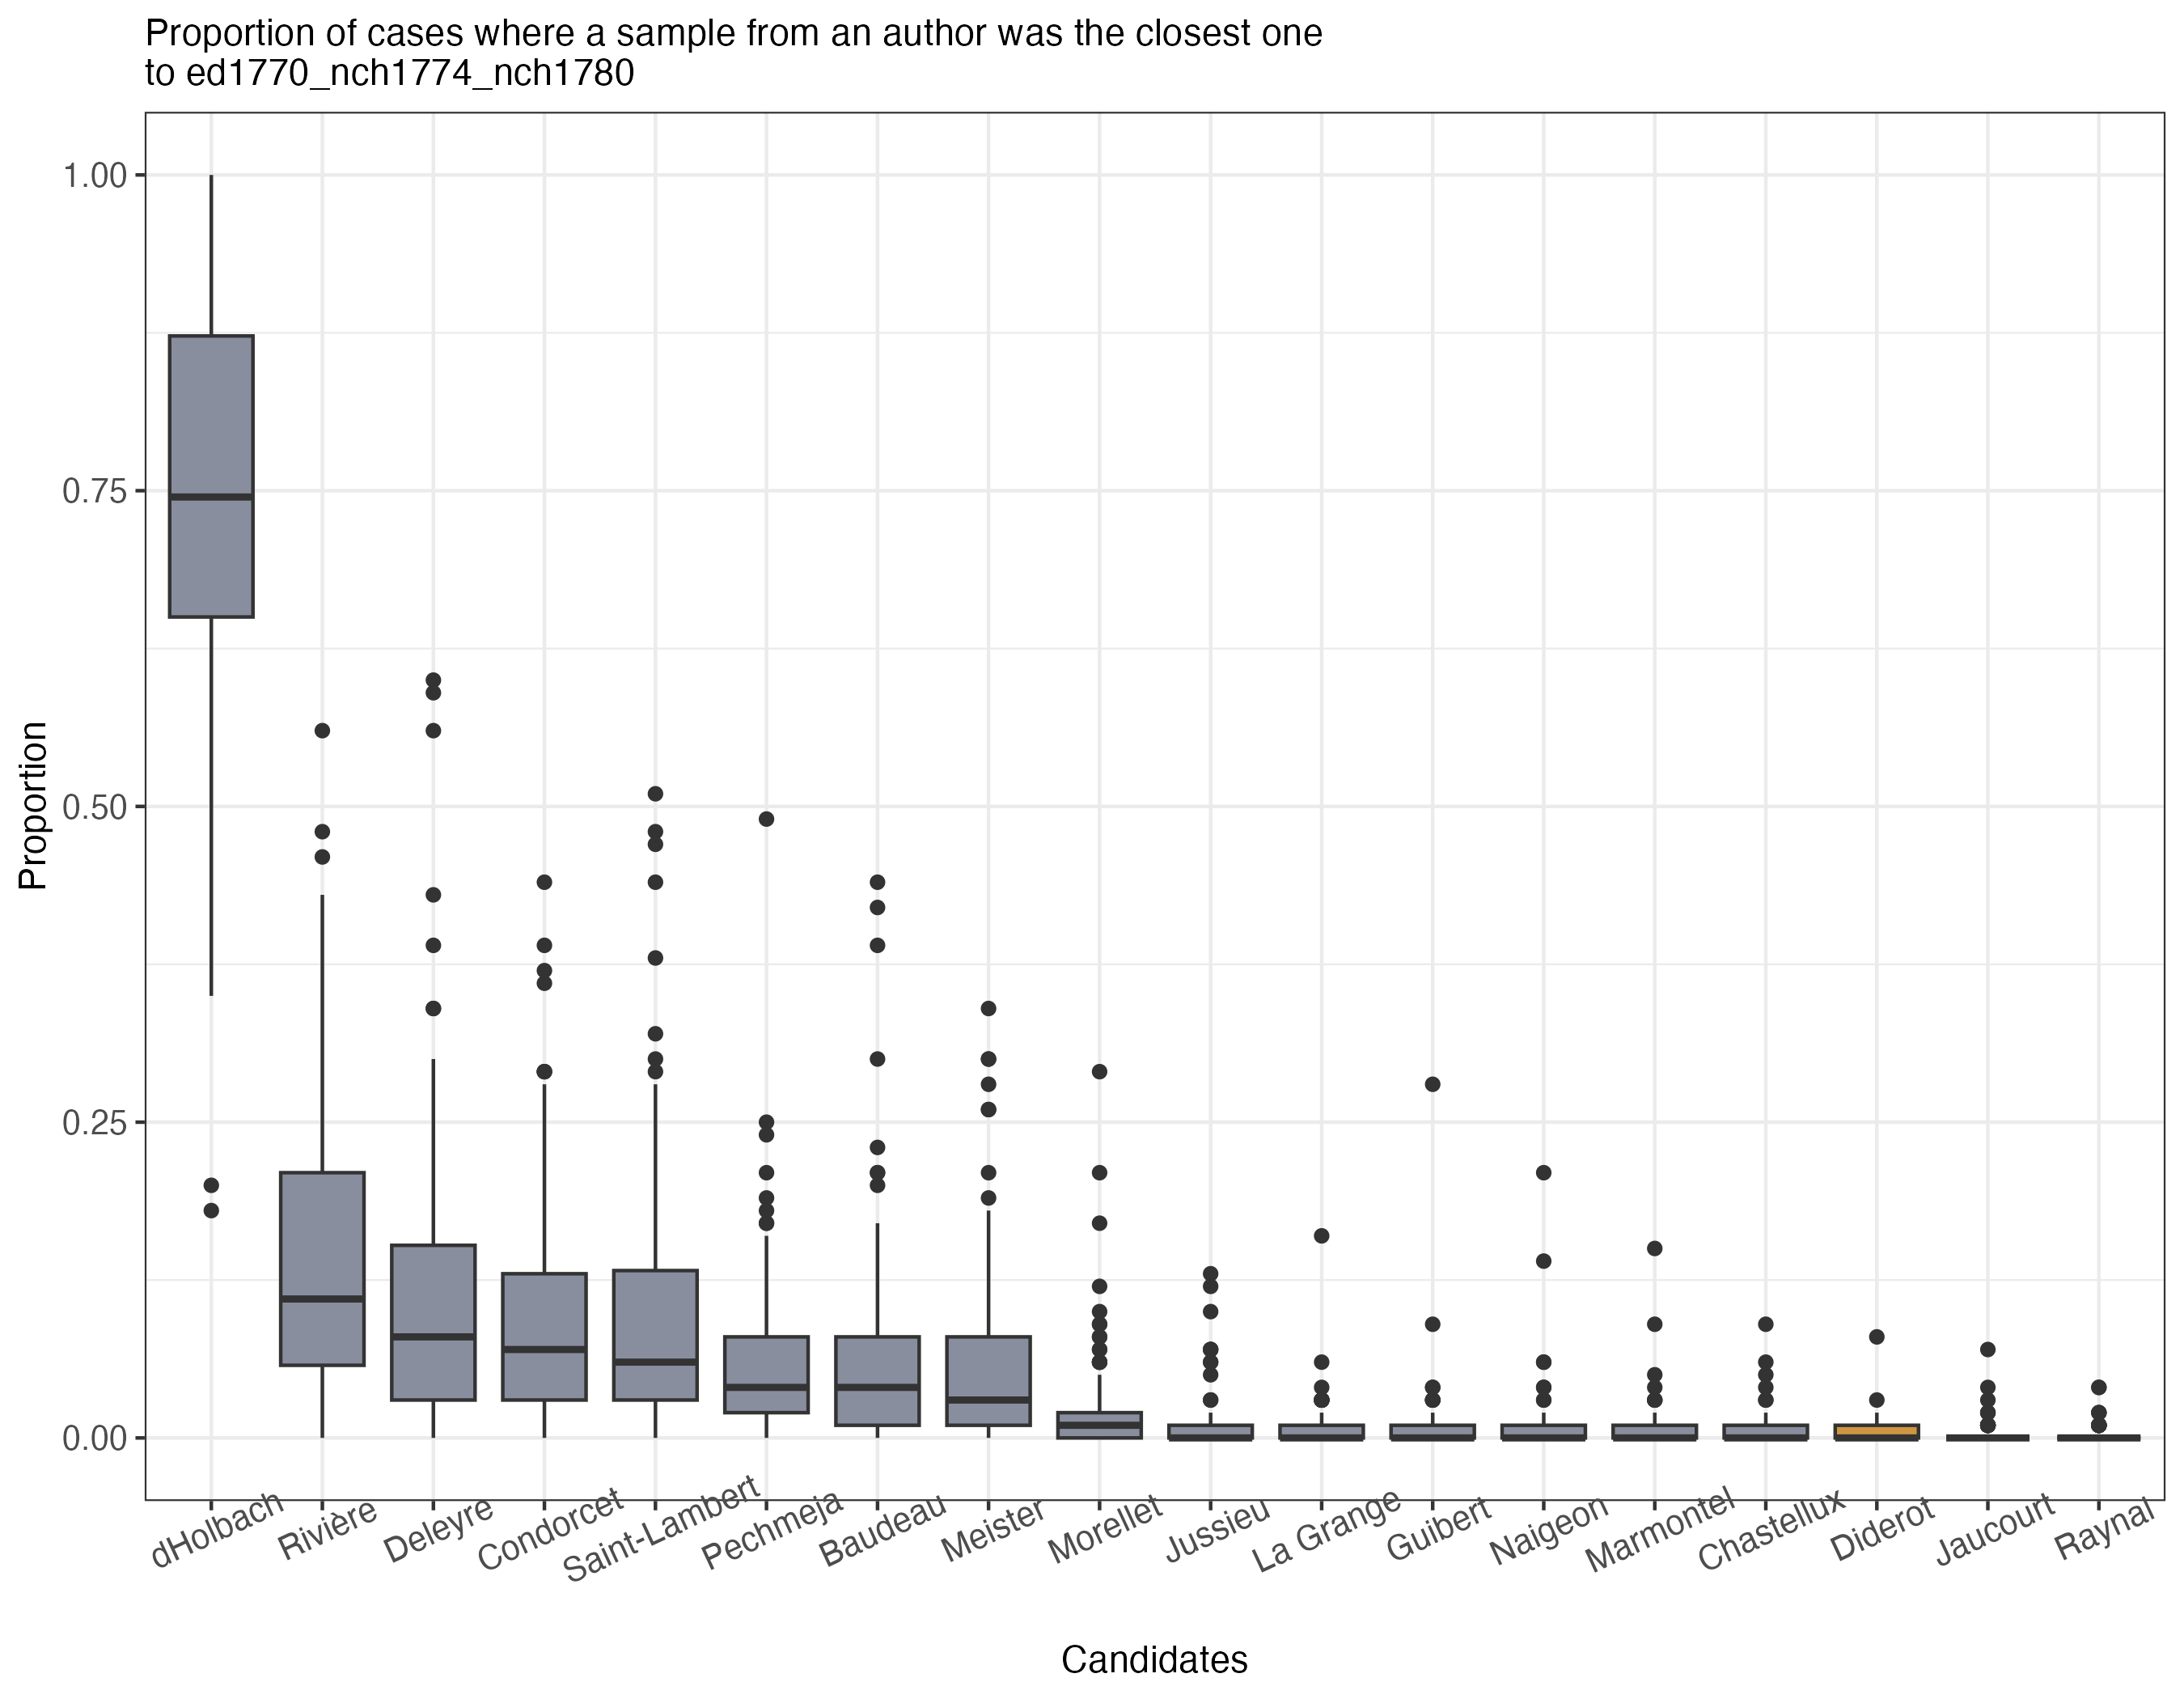 Proportion of cases where a sample from an author was the closest one
to ed1770_nch1774_nch1780
1.00
0.75
0.50
0.25
0.00
Proportion
dHolbach
Rivière
Deleyre
Condorcet
Saint-Lambert
Pechmeja
Baudeau
Meister
Morellet
Jussieu
La Grange
Guibert
Naigeon
Marmontel
Chastellux
Diderot
Jaucourt
Raynal
Candidates